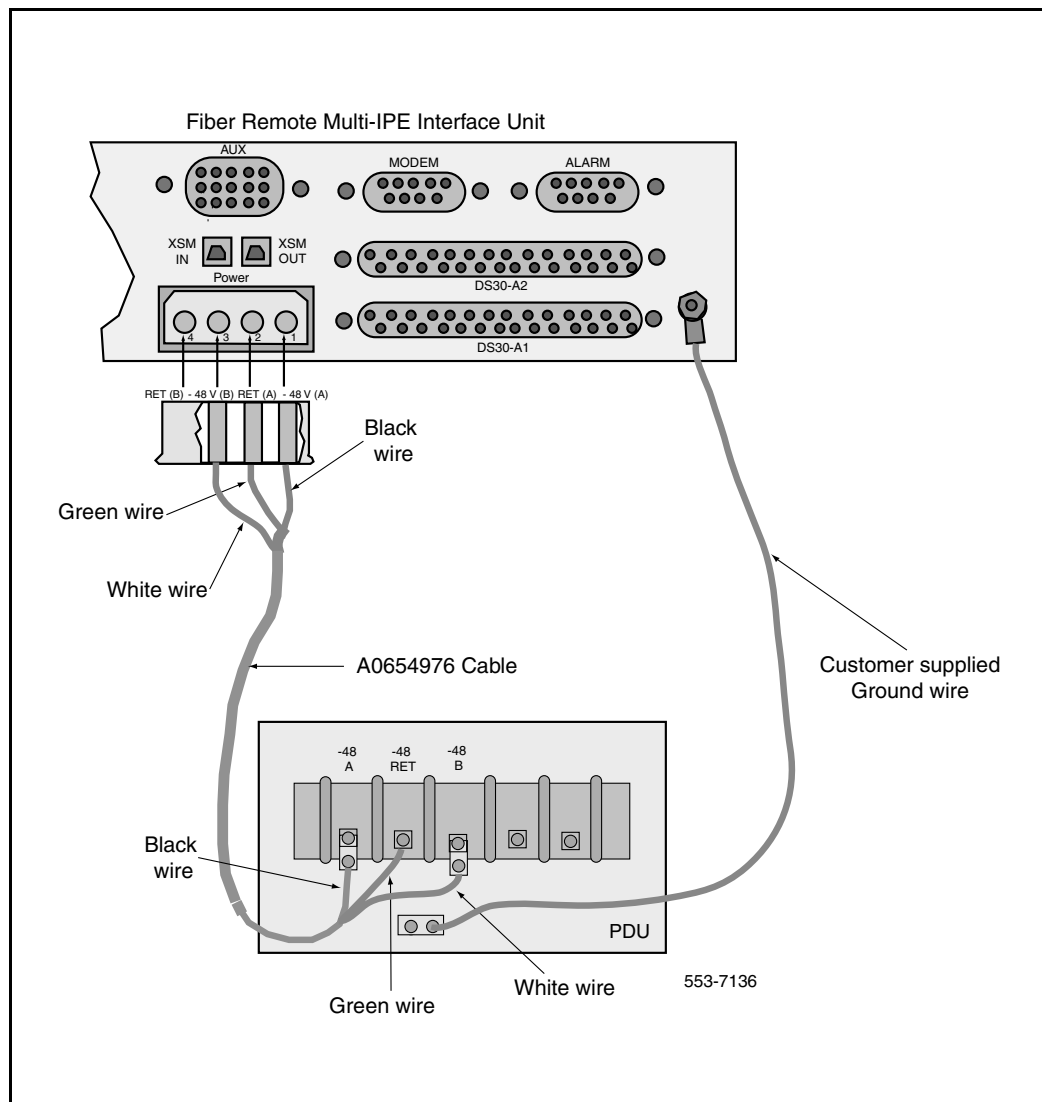 Fiber Remote Multi-IPE Interface Unit
AUX
MODEM
ALARM
XSM
IN
XSM
OUT
Power
DS30-A2
4
3
2
1
DS30-A1
RET (B) - 48 V (B) RET (A) - 48 V (A)
Black
wire
Green wire
White wire
A0654976 Cable
Customer supplied
Ground wire
-48
A
-48
RET
-48
B
Black
wire
PDU
White wire
Green wire
553-7136